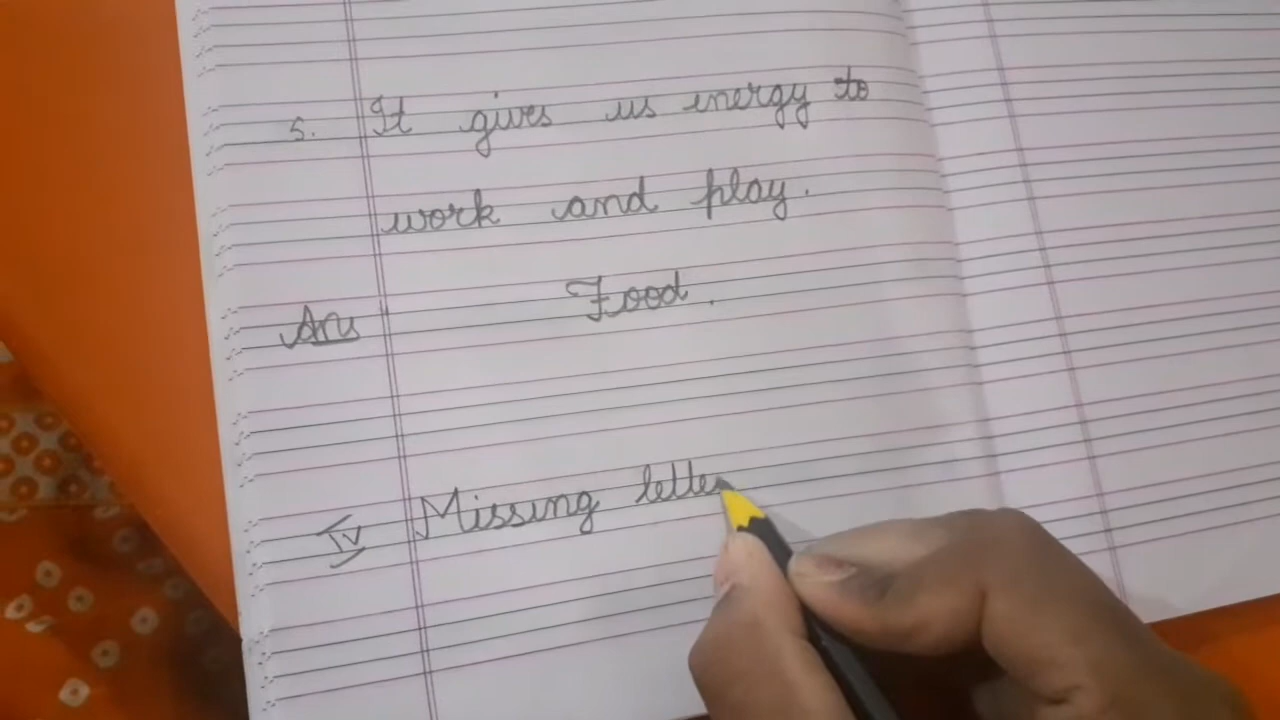 5. It gives us energy to
work and play.
Ans Food.
IV Missing lette